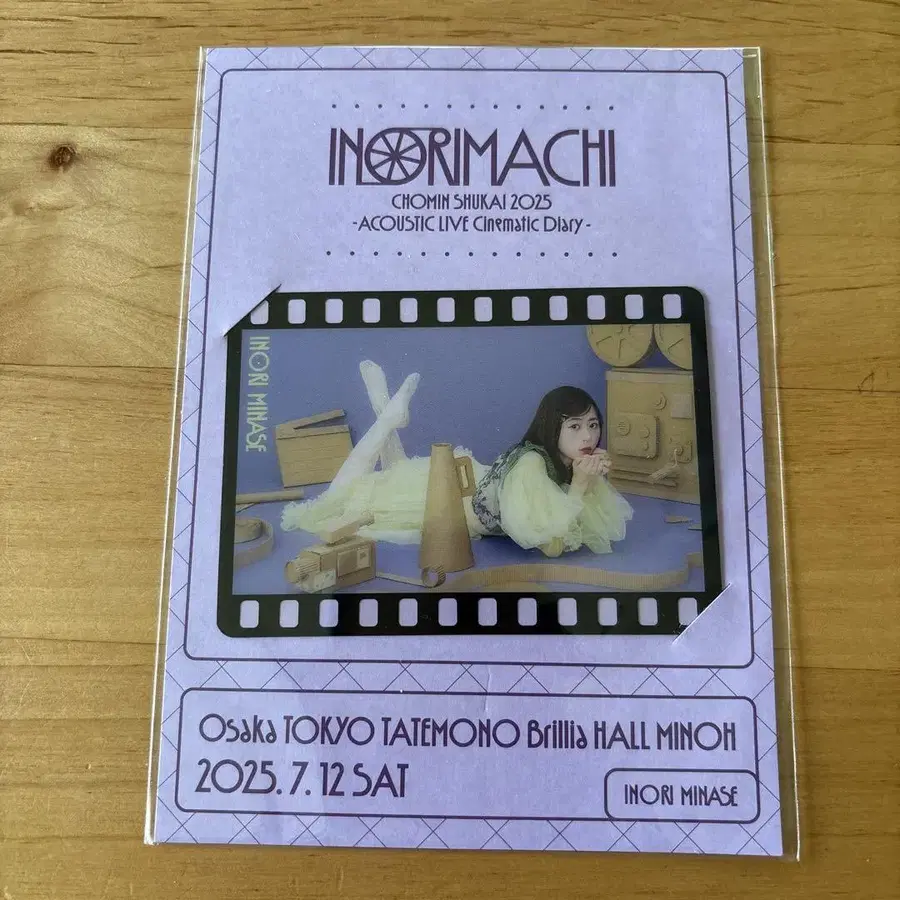 INORIMACHI
CHOMIN SHUKAI 2025
-ACOUSTIC LIVE Cinematic Diary-
INORI MINASE
Osaka TOKYO TATEMONO Brillia HALL MINOH
2025. 7. 12 SAT
INORI MINASE